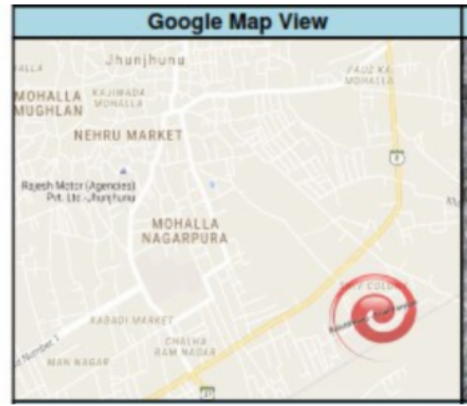 Google Map View
Jhunjhunu
FAUZ KA
MOHALLA
MOHALLA
MUGHLAN
KAJIWADA
MOHALLA
NEHRU MARKET
8
Rajesh Motor (Agencies)
Pvt. Ltd.-Jhunjhunu
MOHALLA
NAGARPURA
KABADI MARKET
CHALHA
RAM NAGAR
MAN NAGAR